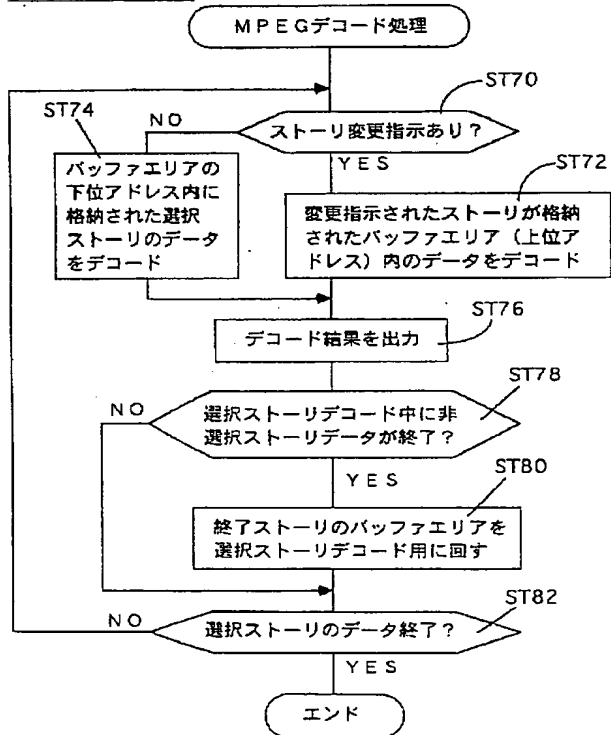 MPEGデコード処理
ST70
ストーリ変更指示あり？
NO
YES
ST74
バッファエリアの
下位アドレス内に
格納された選択
ストーリのデータ
をデコード
ST72
変更指示されたストーリが格納
されたバッファエリア（上位ア
ドレス）内のデータをデコード
ST76
デコード結果を出力
ST78
選択ストーリデコード中に非
選択ストーリデータが終了？
NO
YES
ST80
終了ストーリのバッファエリアを
選択ストーリデコード用に回す
ST82
選択ストーリのデータ終了？
NO
YES
エンド